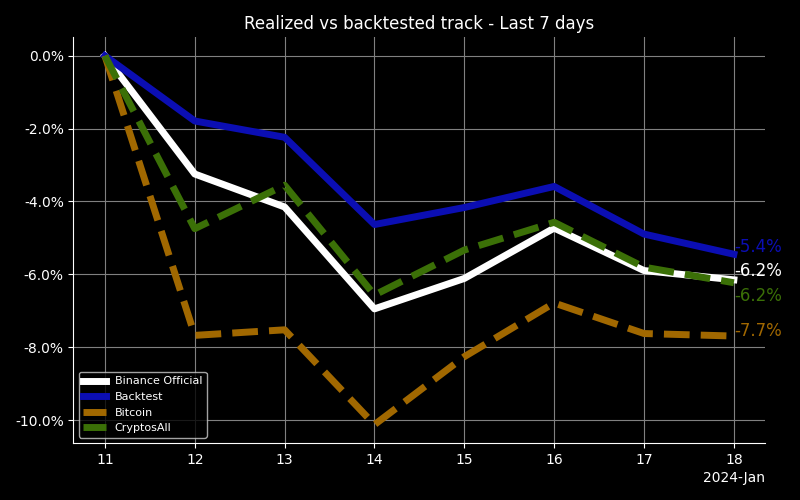 Realized vs backtested track - Last 7 days
0.0%
-2.0%
-4.0%
-6.0%
-8.0%
-10.0%
-5.4%
-6.2%
-6.2%
-7.7%
Binance Official
Backtest
Bitcoin
CryptosAll
11 12 13 14 15 16 17 18
2024-Jan